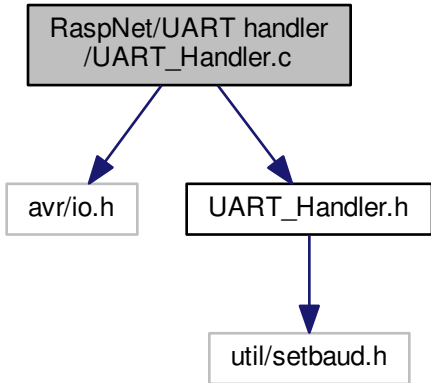 RaspNet/UART handler
/UART_Handler.c
avr/io.h
UART_Handler.h
util/setbaud.h